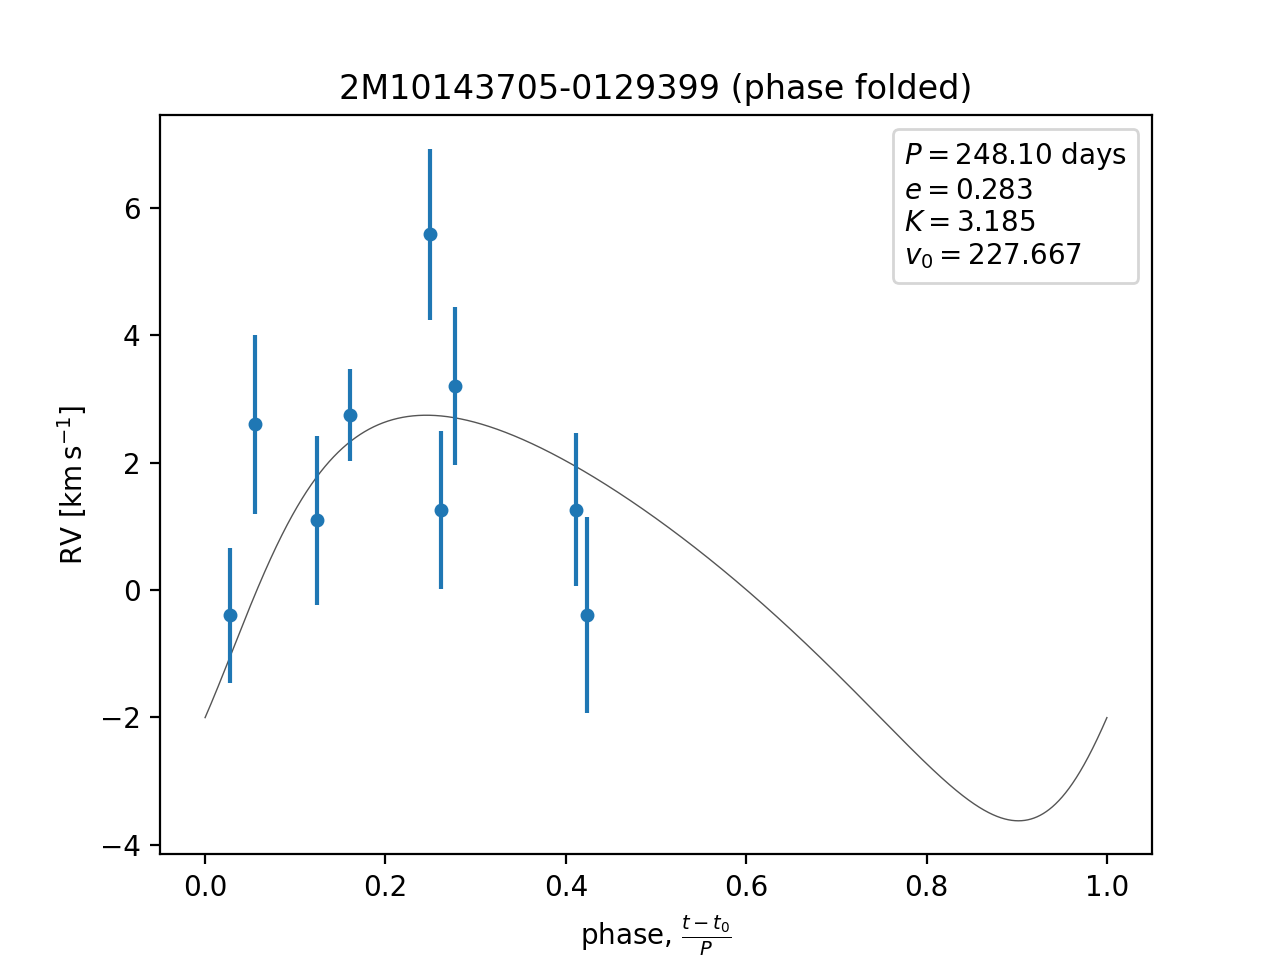 2M10143705-0129399 (phase folded)
P = 248.10 days
e = 0.283
K = 3.185
v₀ = 227.667
6
4
2
0
−2
−4
RV [km s⁻¹]
0.0 0.2 0.4 0.6 0.8 1.0
phase, (t − t₀)/P